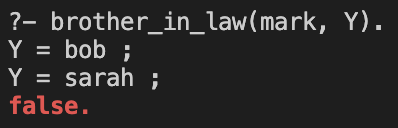 ?- brother_in_law(mark, Y).
Y = bob ;
Y = sarah ;
false.